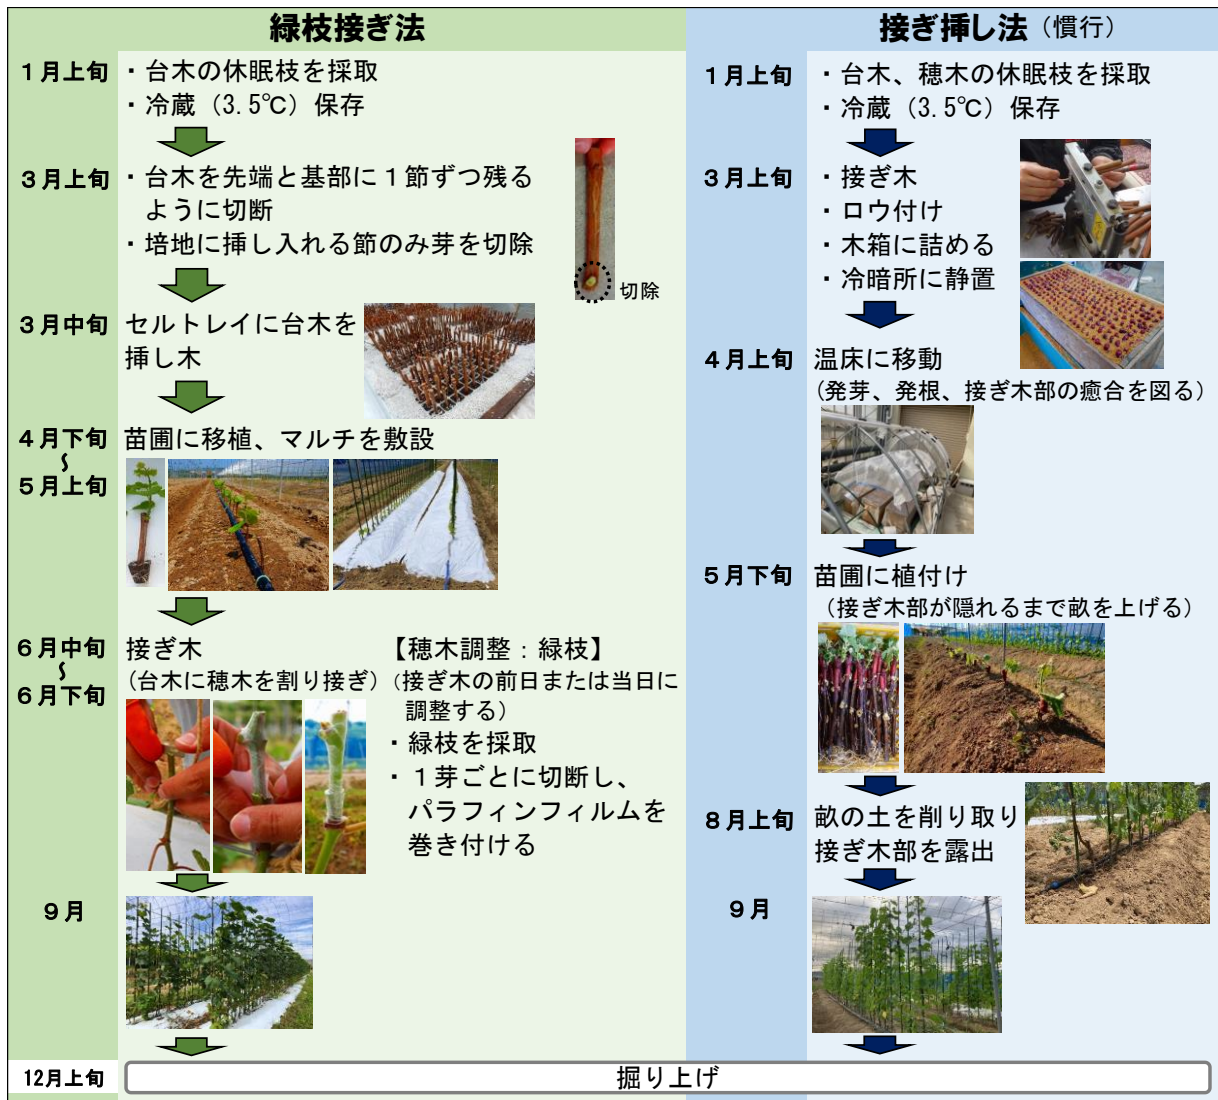 緑枝接ぎ法
1月上旬
・台木の休眠枝を採取
・冷蔵（3.5℃）保存
3月上旬
・台木を先端と基部に１節ずつ残る
ように切断
・培地に挿し入れる節のみ芽を切除
切除
3月中旬
セルトレイに台木を
挿し木
4月下旬
～
5月上旬
苗圃に移植、マルチを敷設
6月中旬
～
6月下旬
接ぎ木
(台木に穂木を割り接ぎ)
【穂木調整：緑枝】
(接ぎ木の前日または当日に
調整する)
・緑枝を採取
・１芽ごとに切断し、
パラフィンフィルムを
巻き付ける
9月
接ぎ挿し法（慣行）
1月上旬
・台木、穂木の休眠枝を採取
・冷蔵（3.5℃）保存
3月上旬
・接ぎ木
・ロウ付け
・木箱に詰める
・冷暗所に静置
4月上旬
温床に移動
(発芽、発根、接ぎ木部の癒合を図る)
5月下旬
苗圃に植付け
（接ぎ木部が隠れるまで畝を上げる）
8月上旬
畝の土を削り取り
接ぎ木部を露出
9月
12月上旬
掘り上げ